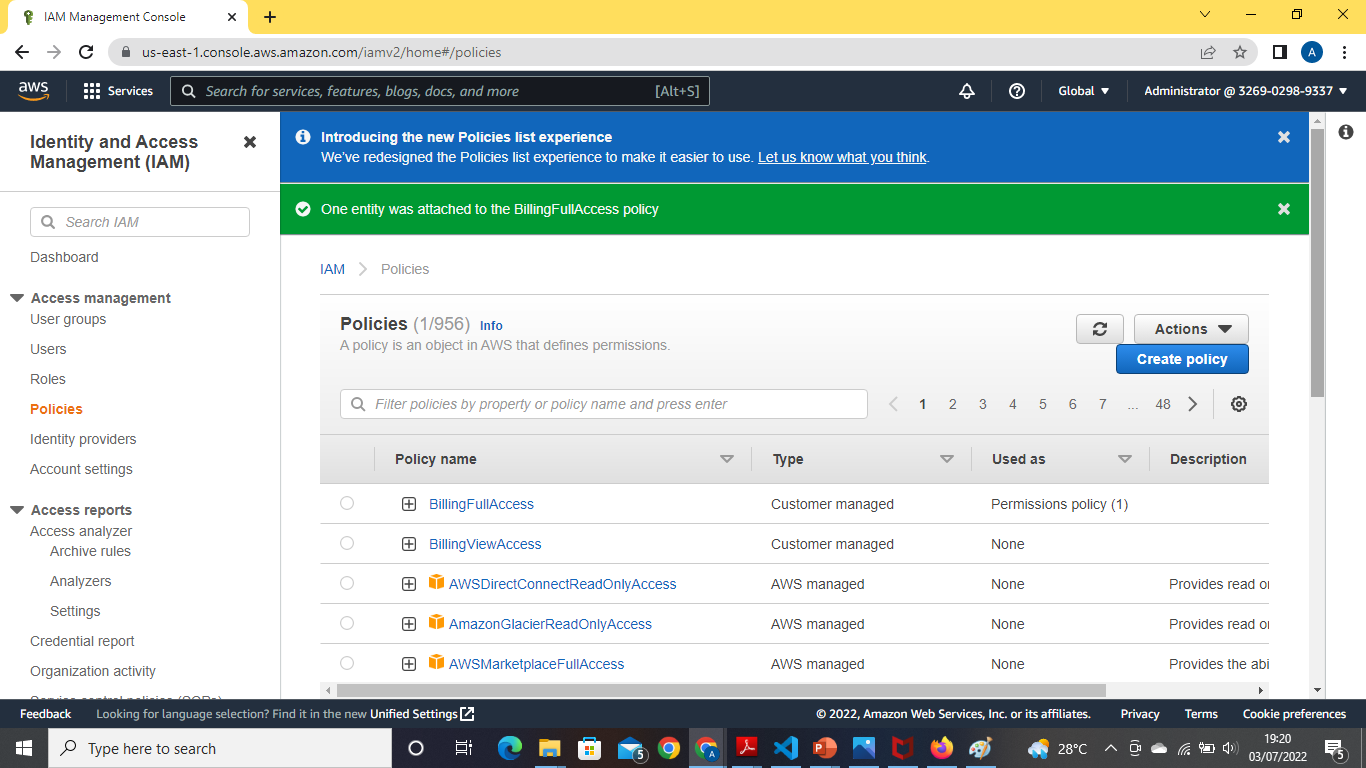 IAM Management Console
us-east-1.console.aws.amazon.com/iamv2/home#/policies
A
aws
Services
Search for services, features, blogs, docs, and more
[Alt+S]
Global
Administrator @ 3269-0298-9337
Identity and Access
Management (IAM)
Search IAM
Dashboard
Access management
User groups
Users
Roles
Policies
Identity providers
Account settings
Access reports
Access analyzer
Archive rules
Analyzers
Settings
Credential report
Organization activity
Service control policies (SCPs)
Introducing the new Policies list experience
We've redesigned the Policies list experience to make it easier to use. Let us know what you think.
One entity was attached to the BillingFullAccess policy
IAM > Policies
Policies (1/956) Info
A policy is an object in AWS that defines permissions.
Actions
Create policy
Filter policies by property or policy name and press enter
1 2 3 4 5 6 7 ... 48
Policy name Type Used as Description
BillingFullAccess Customer managed Permissions policy (1)
BillingViewAccess Customer managed None
AWSDirectConnectReadOnlyAccess AWS managed None Provides read or
AmazonGlacierReadOnlyAccess AWS managed None Provides read or
AWSMarketplaceFullAccess AWS managed None Provides the abi
Feedback Looking for language selection? Find it in the new Unified Settings
© 2022, Amazon Web Services, Inc. or its affiliates. Privacy Terms Cookie preferences
Type here to search
5
A
28°C
19:20
03/07/2022
5